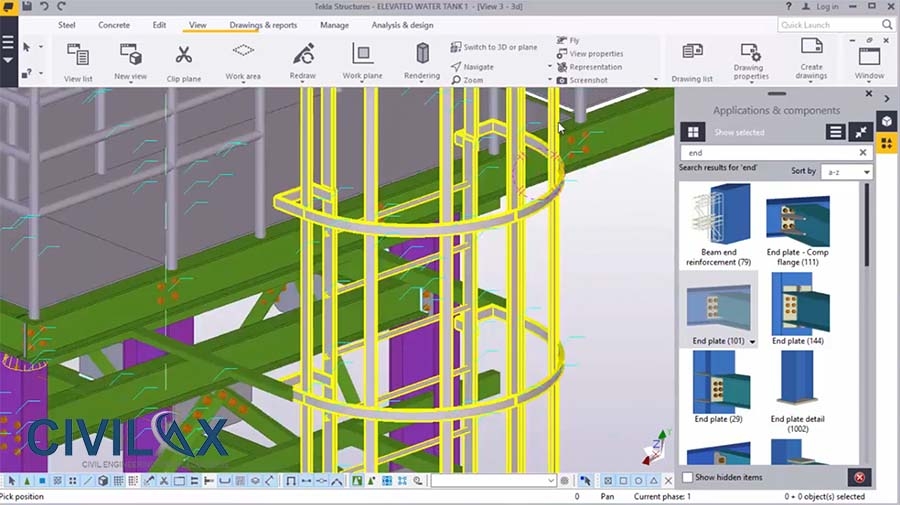 Tekla Structures - ELEVATED WATER TANK 1 - [View 3 - 3d]
Steel Concrete Edit View Drawings & reports Manage Analysis & design
Quick Launch
View list
New view
Clip plane
Work area
Redraw
Work plane
Rendering
Switch to 3D or plane
Navigate
Zoom
Fly
View properties
Representation
Screenshot
Drawing list
Drawing
properties
Create
drawings
Window
Applications & components
Show selected
end
Search results for 'end'
Sort by a-z
Beam end
reinforcement (79)
End plate - Comp
flange (111)
End plate (101)
End plate (144)
End plate (29)
End plate detail
(1002)
Show hidden items
CIVILAX
CIVIL ENGINEERING
Y
Z
Pick position
0
Pan
Current phase: 1
0 + 0 object(s) selected